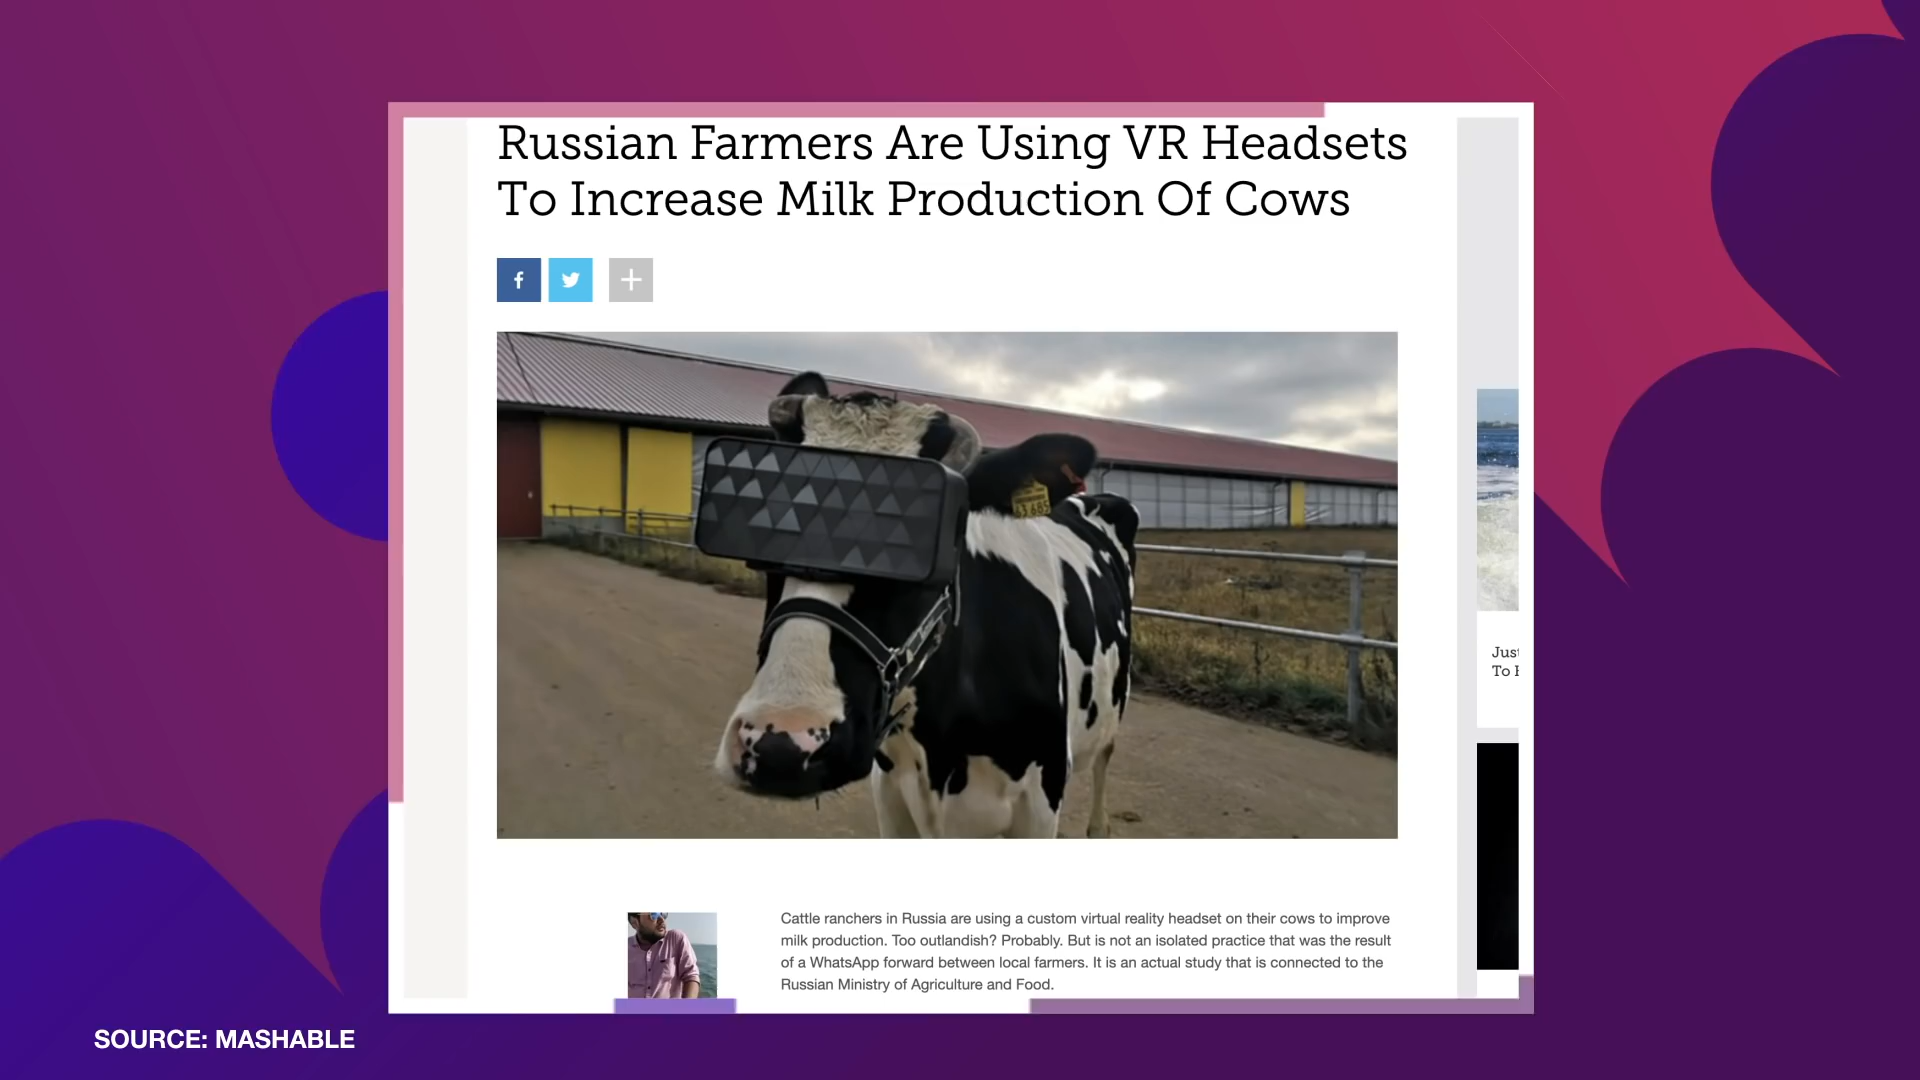 Russian Farmers Are Using VR Headsets
To Increase Milk Production Of Cows
f
63 685
Just
Cattle ranchers in Russia are using a custom virtual reality headset on their cows to improve
milk production. Too outlandish? Probably. But is not an isolated practice that was the result
of a WhatsApp forward between local farmers. It is an actual study that is connected to the
Russian Ministry of Agriculture and Food.
SOURCE: MASHABLE